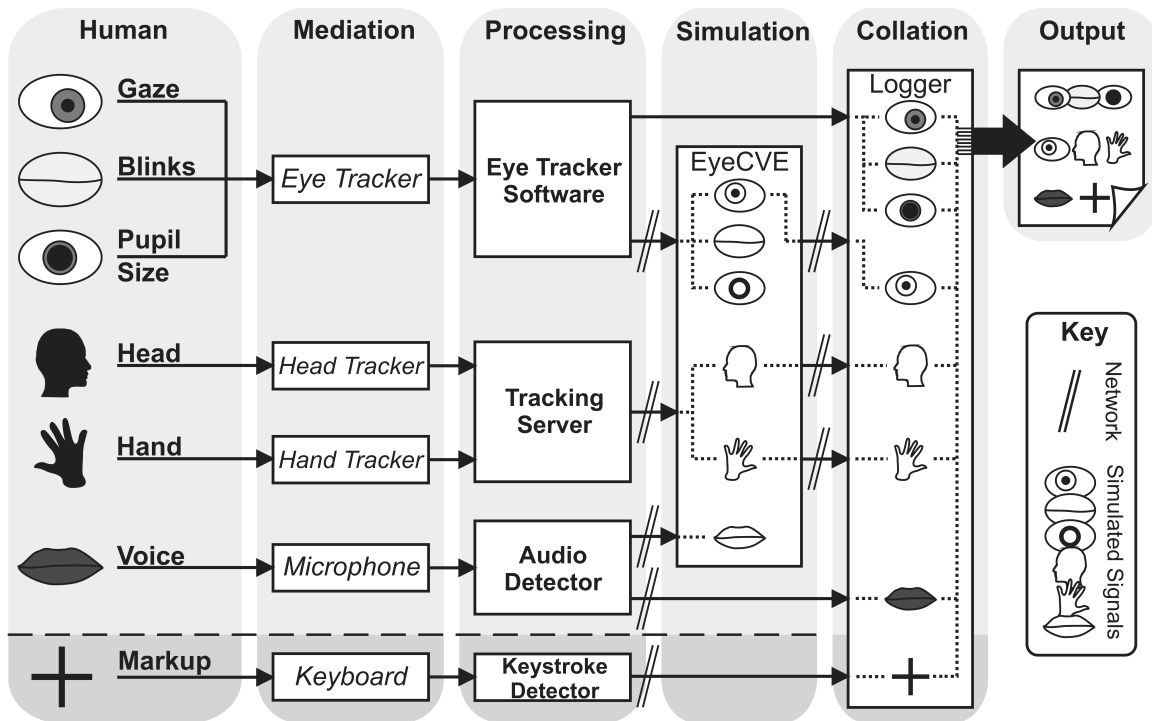 Human
Mediation
Processing
Simulation
Collation
Output
Gaze
Blinks
Pupil
Size
Head
Hand
Voice
Markup
Eye Tracker
Head Tracker
Hand Tracker
Microphone
Keyboard
Eye Tracker
Software
Tracking
Server
Audio
Detector
Keystroke
Detector
EyeCVE
Logger
Key
Network
Simulated Signals